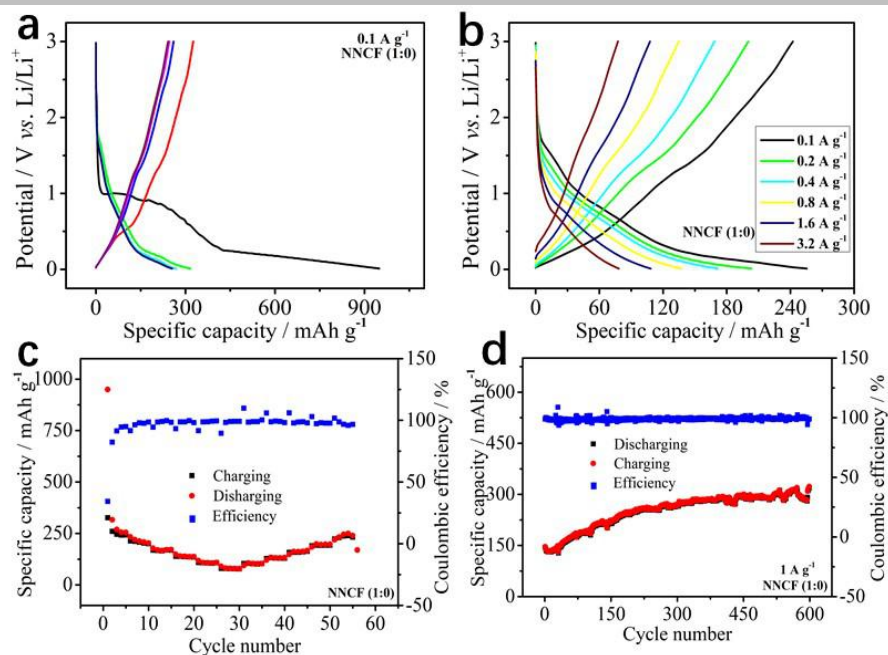 a
0.1 A g⁻¹
NNCF (1:0)
3
2
1
0
Potential / V vs. Li/Li⁺
0 300 600 900
Specific capacity / mAh g⁻¹
b
3
2
1
0
Potential / V vs. Li/Li⁺
0.1 A g⁻¹
0.2 A g⁻¹
0.4 A g⁻¹
0.8 A g⁻¹
1.6 A g⁻¹
3.2 A g⁻¹
NNCF (1:0)
0 60 120 180 240 300
Specific capacity / mAh g⁻¹
c
1000
750
500
250
0
Specific capacity / mAh g⁻¹
150
100
50
0
-50
Coulombic efficiency / %
Charging
Disharging
Efficiency
NNCF (1:0)
0 10 20 30 40 50 60
Cycle number
d
600
525
450
300
150
0
Specific capacity / mAh g⁻¹
150
100
50
0
-50
Coulombic efficiency / %
Discharging
Charging
Efficiency
1 A g⁻¹
NNCF (1:0)
0 150 300 450 600
Cycle number